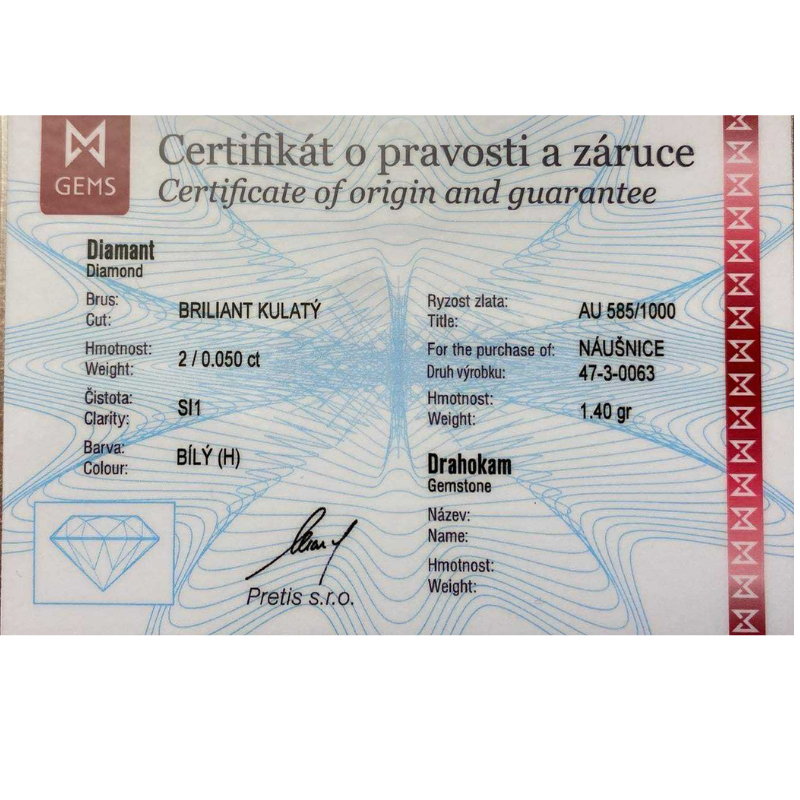 GEMS
Certifikát o pravosti a záruce
Certificate of origin and guarantee
Diamant
Diamond
Brus:
Cut:
BRILIANT KULATÝ
Hmotnost:
Weight:
2 / 0.050 ct
Čistota:
Clarity:
SI1
Barva:
Colour:
BÍLÝ (H)
Pretis s.r.o.
Ryzost zlata:
Title:
AU 585/1000
For the purchase of:
Druh výrobku:
NÁUŠNICE
47-3-0063
Hmotnost:
Weight:
1.40 gr
Drahokam
Gemstone
Název:
Name:
Hmotnost:
Weight: